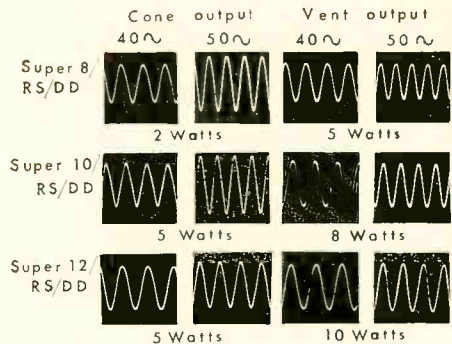 Cone output Vent output
40∿ 50∿ 40∿ 50∿
Super 8/
RS/DD
2 Watts 5 Watts
Super 10/
RS/DD
5 Watts 8 Watts
Super 12/
RS/DD
5 Watts 10 Watts